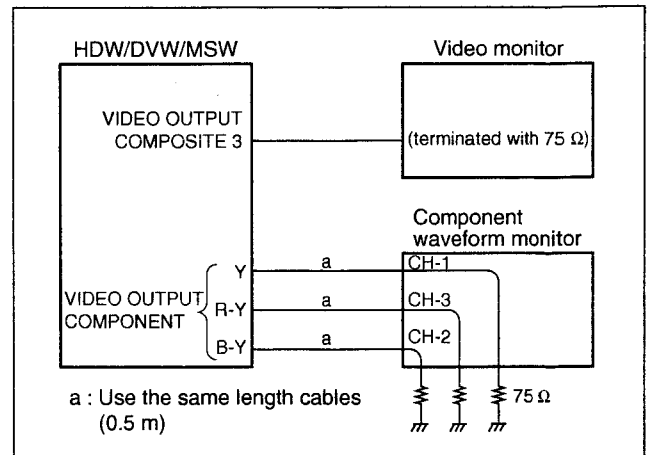 HDW/DVW/MSW
Video monitor
VIDEO OUTPUT
COMPOSITE 3
(terminated with 75 Ω)
Component
waveform monitor
Y
a
CH-1
VIDEO OUTPUT
COMPONENT
R-Y
a
CH-3
B-Y
a
CH-2
75 Ω
a : Use the same length cables
(0.5 m)